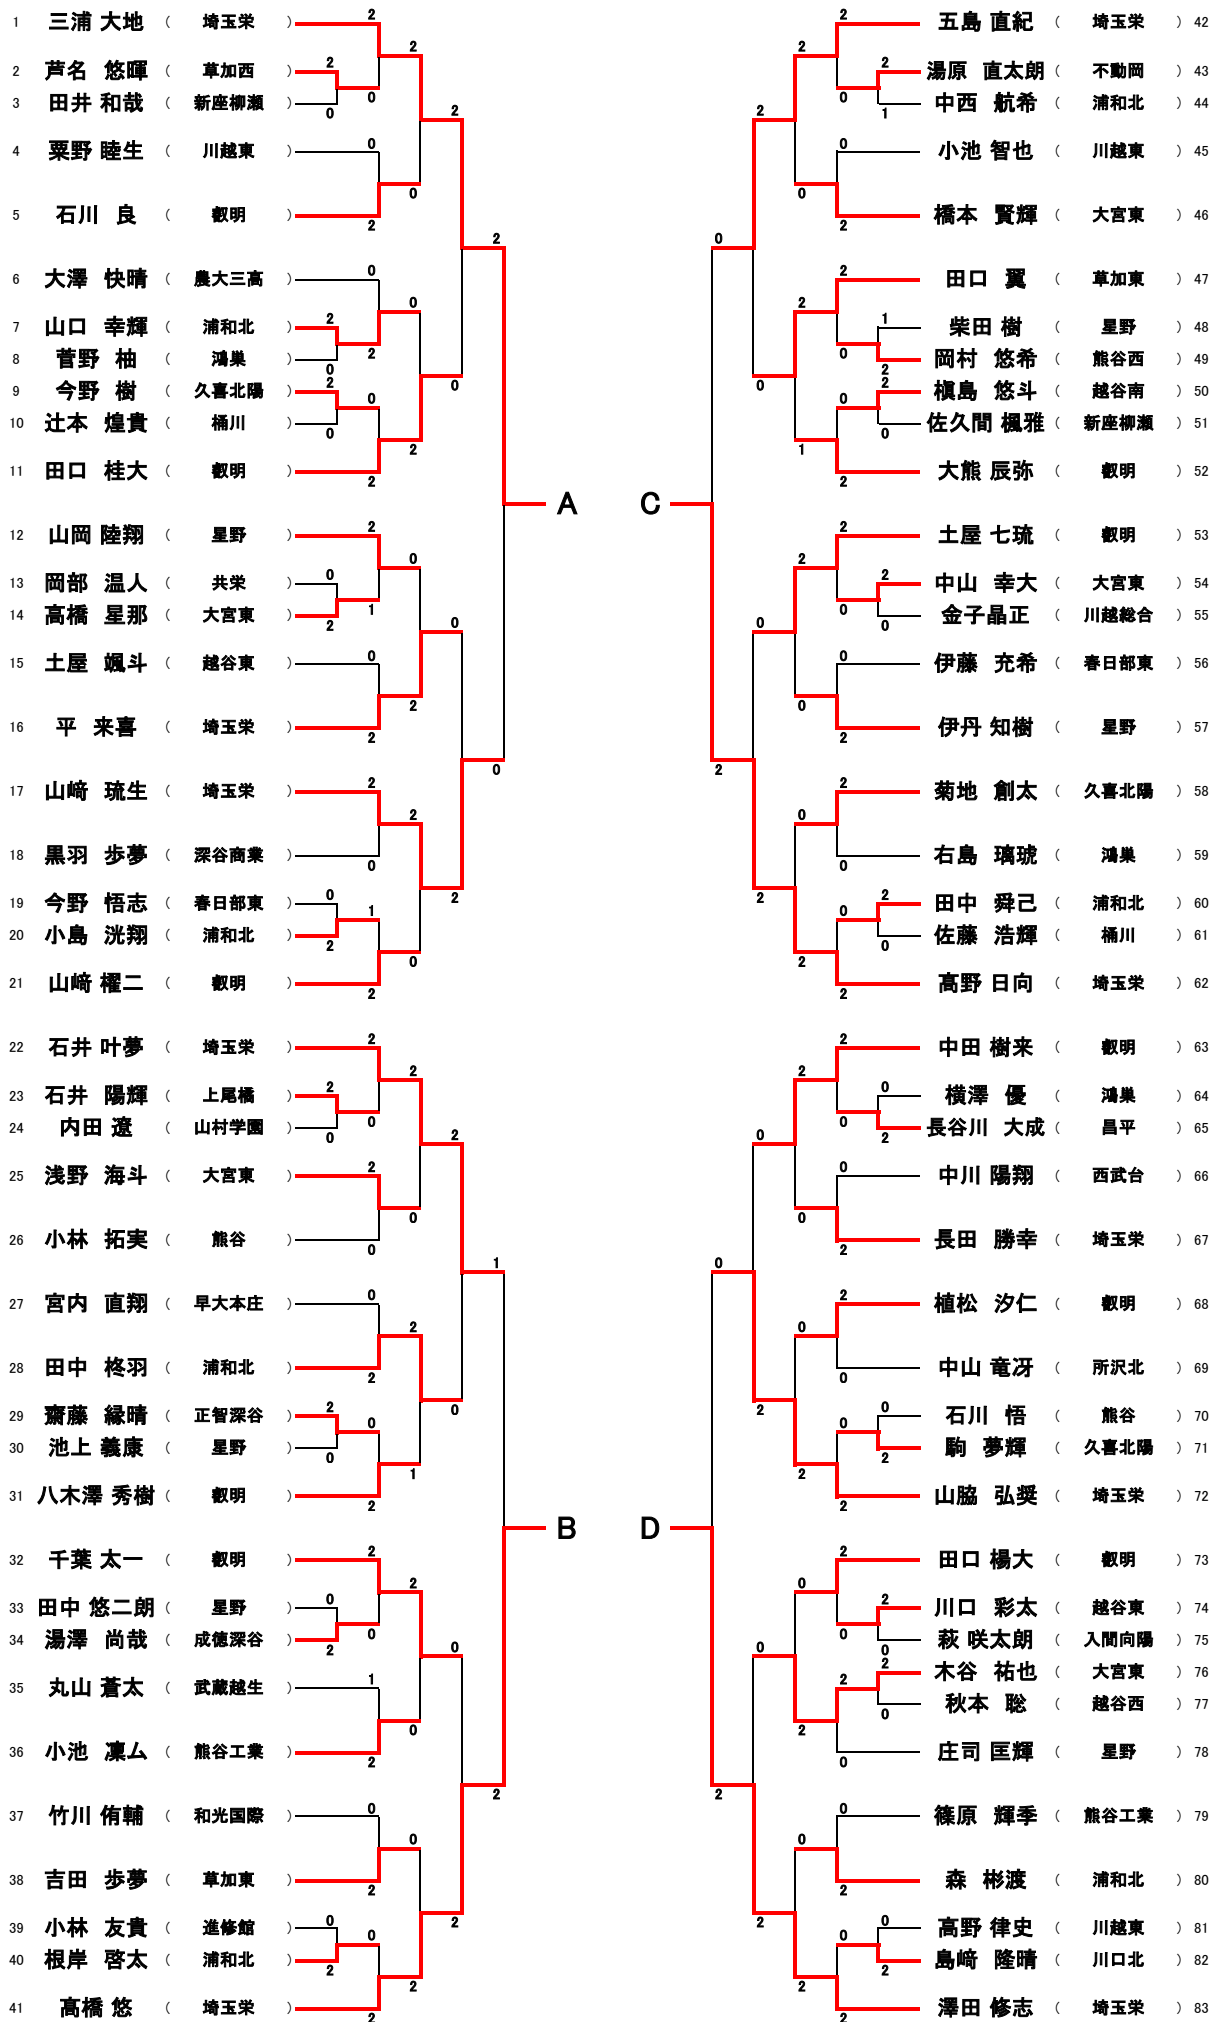 1 三浦 大地 （ 埼玉栄 ）
2 芦名 悠暉 （ 草加西 ）
3 田井 和哉 （ 新座柳瀬 ）
4 粟野 睦生 （ 川越東 ）
5 石川 良 （ 叡明 ）
6 大澤 快晴 （ 農大三高 ）
7 山口 幸輝 （ 浦和北 ）
8 菅野 柚 （ 鴻巣 ）
9 今野 樹 （ 久喜北陽 ）
10 辻本 煌貴 （ 桶川 ）
11 田口 桂大 （ 叡明 ）
12 山岡 陸翔 （ 星野 ）
13 岡部 温人 （ 共栄 ）
14 高橋 星那 （ 大宮東 ）
15 土屋 颯斗 （ 越谷東 ）
16 平 来喜 （ 埼玉栄 ）
17 山﨑 琉生 （ 埼玉栄 ）
18 黒羽 歩夢 （ 深谷商業 ）
19 今野 悟志 （ 春日部東 ）
20 小島 洸翔 （ 浦和北 ）
21 山﨑 櫂二 （ 叡明 ）
22 石井 叶夢 （ 埼玉栄 ）
23 石井 陽輝 （ 上尾橘 ）
24 内田 遼 （ 山村学園 ）
25 浅野 海斗 （ 大宮東 ）
26 小林 拓実 （ 熊谷 ）
27 宮内 直翔 （ 早大本庄 ）
28 田中 柊羽 （ 浦和北 ）
29 齋藤 縁晴 （ 正智深谷 ）
30 池上 義康 （ 星野 ）
31 八木澤 秀樹 （ 叡明 ）
32 千葉 太一 （ 叡明 ）
33 田中 悠二朗 （ 星野 ）
34 湯澤 尚哉 （ 成徳深谷 ）
35 丸山 蒼太 （ 武蔵越生 ）
36 小池 凜ム （ 熊谷工業 ）
37 竹川 侑輔 （ 和光国際 ）
38 吉田 歩夢 （ 草加東 ）
39 小林 友貴 （ 進修館 ）
40 根岸 啓太 （ 浦和北 ）
41 髙橋 悠 （ 埼玉栄 ）
A
B
C
D
五島 直紀 （ 埼玉栄 ） 42
湯原 直太朗 （ 不動岡 ） 43
中西 航希 （ 浦和北 ） 44
小池 智也 （ 川越東 ） 45
橋本 賢輝 （ 大宮東 ） 46
田口 翼 （ 草加東 ） 47
柴田 樹 （ 星野 ） 48
岡村 悠希 （ 熊谷西 ） 49
槇島 悠斗 （ 越谷南 ） 50
佐久間 楓雅 （ 新座柳瀬 ） 51
大熊 辰弥 （ 叡明 ） 52
土屋 七琉 （ 叡明 ） 53
中山 幸大 （ 大宮東 ） 54
金子晶正 （ 川越総合 ） 55
伊藤 充希 （ 春日部東 ） 56
伊丹 知樹 （ 星野 ） 57
菊地 創太 （ 久喜北陽 ） 58
右島 璃琥 （ 鴻巣 ） 59
田中 舜己 （ 浦和北 ） 60
佐藤 浩輝 （ 桶川 ） 61
髙野 日向 （ 埼玉栄 ） 62
中田 樹来 （ 叡明 ） 63
横澤 優 （ 鴻巣 ） 64
長谷川 大成 （ 昌平 ） 65
中川 陽翔 （ 西武台 ） 66
長田 勝幸 （ 埼玉栄 ） 67
植松 汐仁 （ 叡明 ） 68
中山 竜冴 （ 所沢北 ） 69
石川 悟 （ 熊谷 ） 70
駒 夢輝 （ 久喜北陽 ） 71
山脇 弘奨 （ 埼玉栄 ） 72
田口 楊大 （ 叡明 ） 73
川口 彩太 （ 越谷東 ） 74
萩 咲太朗 （ 入間向陽 ） 75
木谷 祐也 （ 大宮東 ） 76
秋本 聡 （ 越谷西 ） 77
庄司 匡輝 （ 星野 ） 78
篠原 輝季 （ 熊谷工業 ） 79
森 彬渡 （ 浦和北 ） 80
高野 律史 （ 川越東 ） 81
島﨑 隆晴 （ 川口北 ） 82
澤田 修志 （ 埼玉栄 ） 83